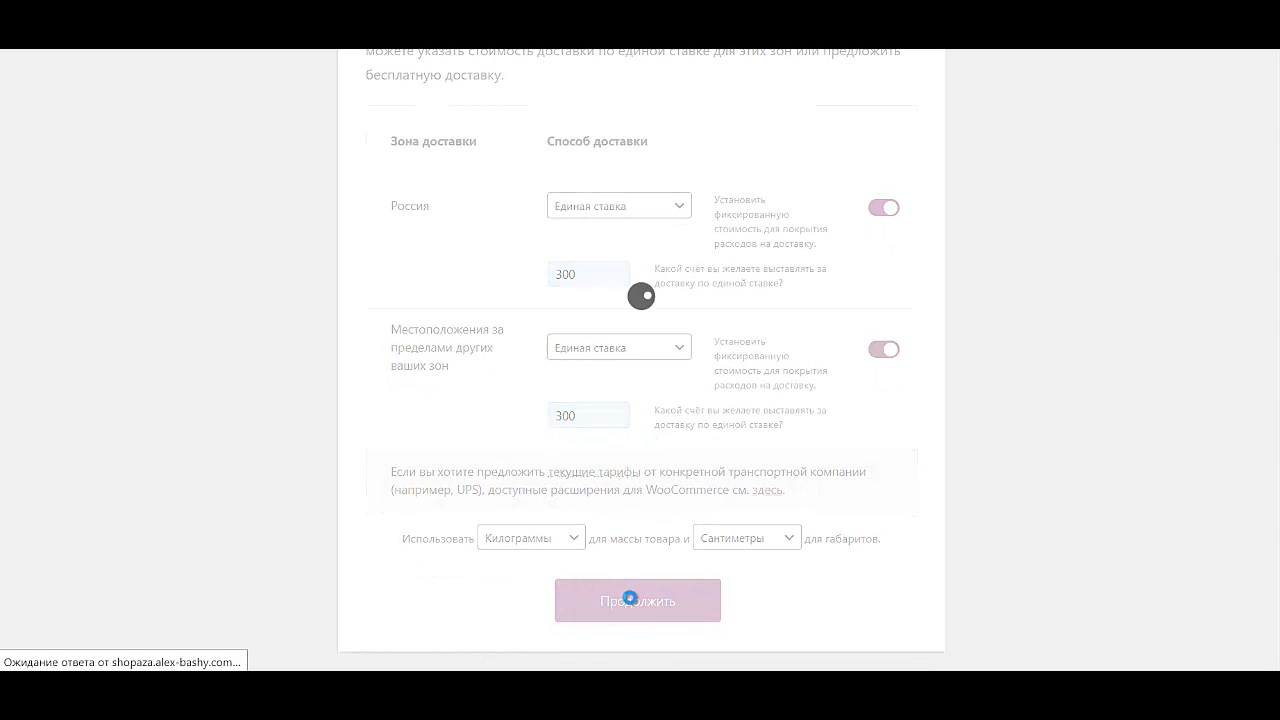 можете указать стоимость доставки по единой ставке для этих зон или предложить
бесплатную доставку.
Зона доставки
Способ доставки
Россия
Единая ставка
Установить
фиксированную
стоимость для покрытия
расходов на доставку.
300
Какой счёт вы желаете выставлять за
доставку по единой ставке?
Местоположения за
пределами других
ваших зон
Единая ставка
Установить
фиксированную
стоимость для покрытия
расходов на доставку.
300
Какой счёт вы желаете выставлять за
доставку по единой ставке?
Если вы хотите предложить текущие тарифы от конкретной транспортной компании
(например, UPS), доступные расширения для WooCommerce см. здесь.
Использовать Килограммы для массы товара и Сантиметры для габаритов.
Продолжить
Ожидание ответа от shopaza.alex-bashy.com...